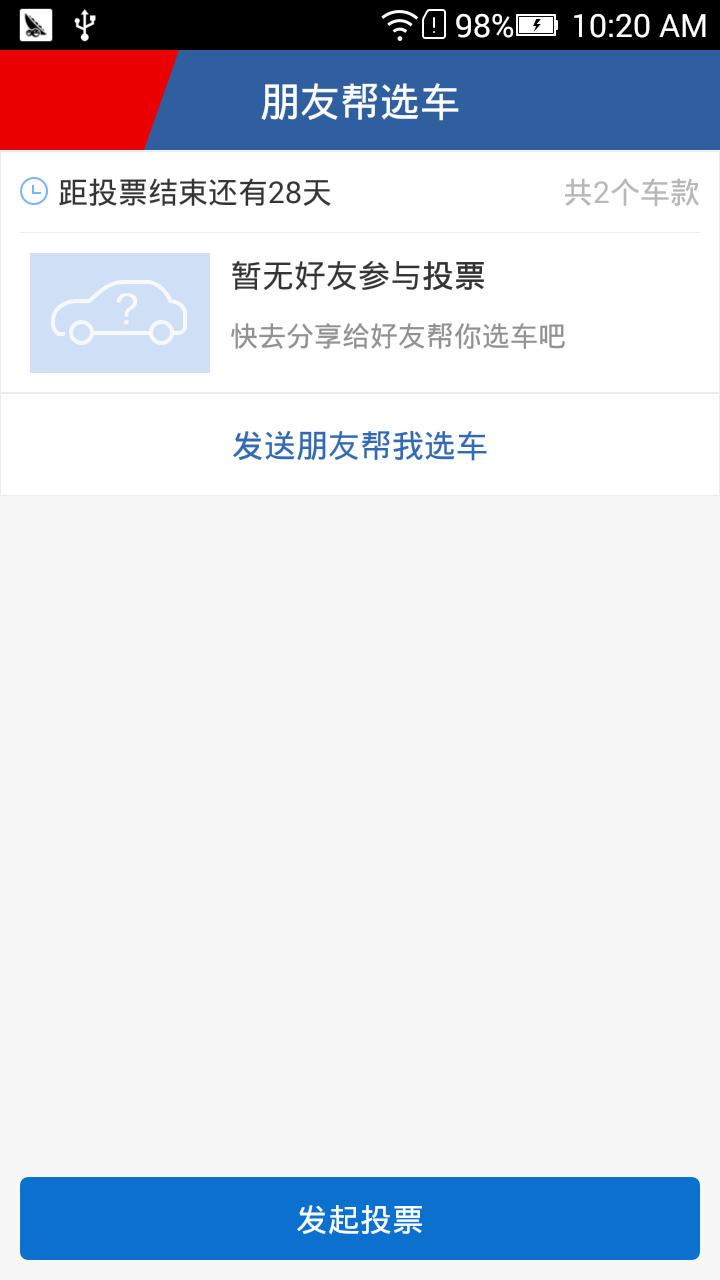 98% 10:20 AM
朋友帮选车
距投票结束还有28天 共2个车款
?
暂无好友参与投票
快去分享给好友帮你选车吧
发送朋友帮我选车
发起投票